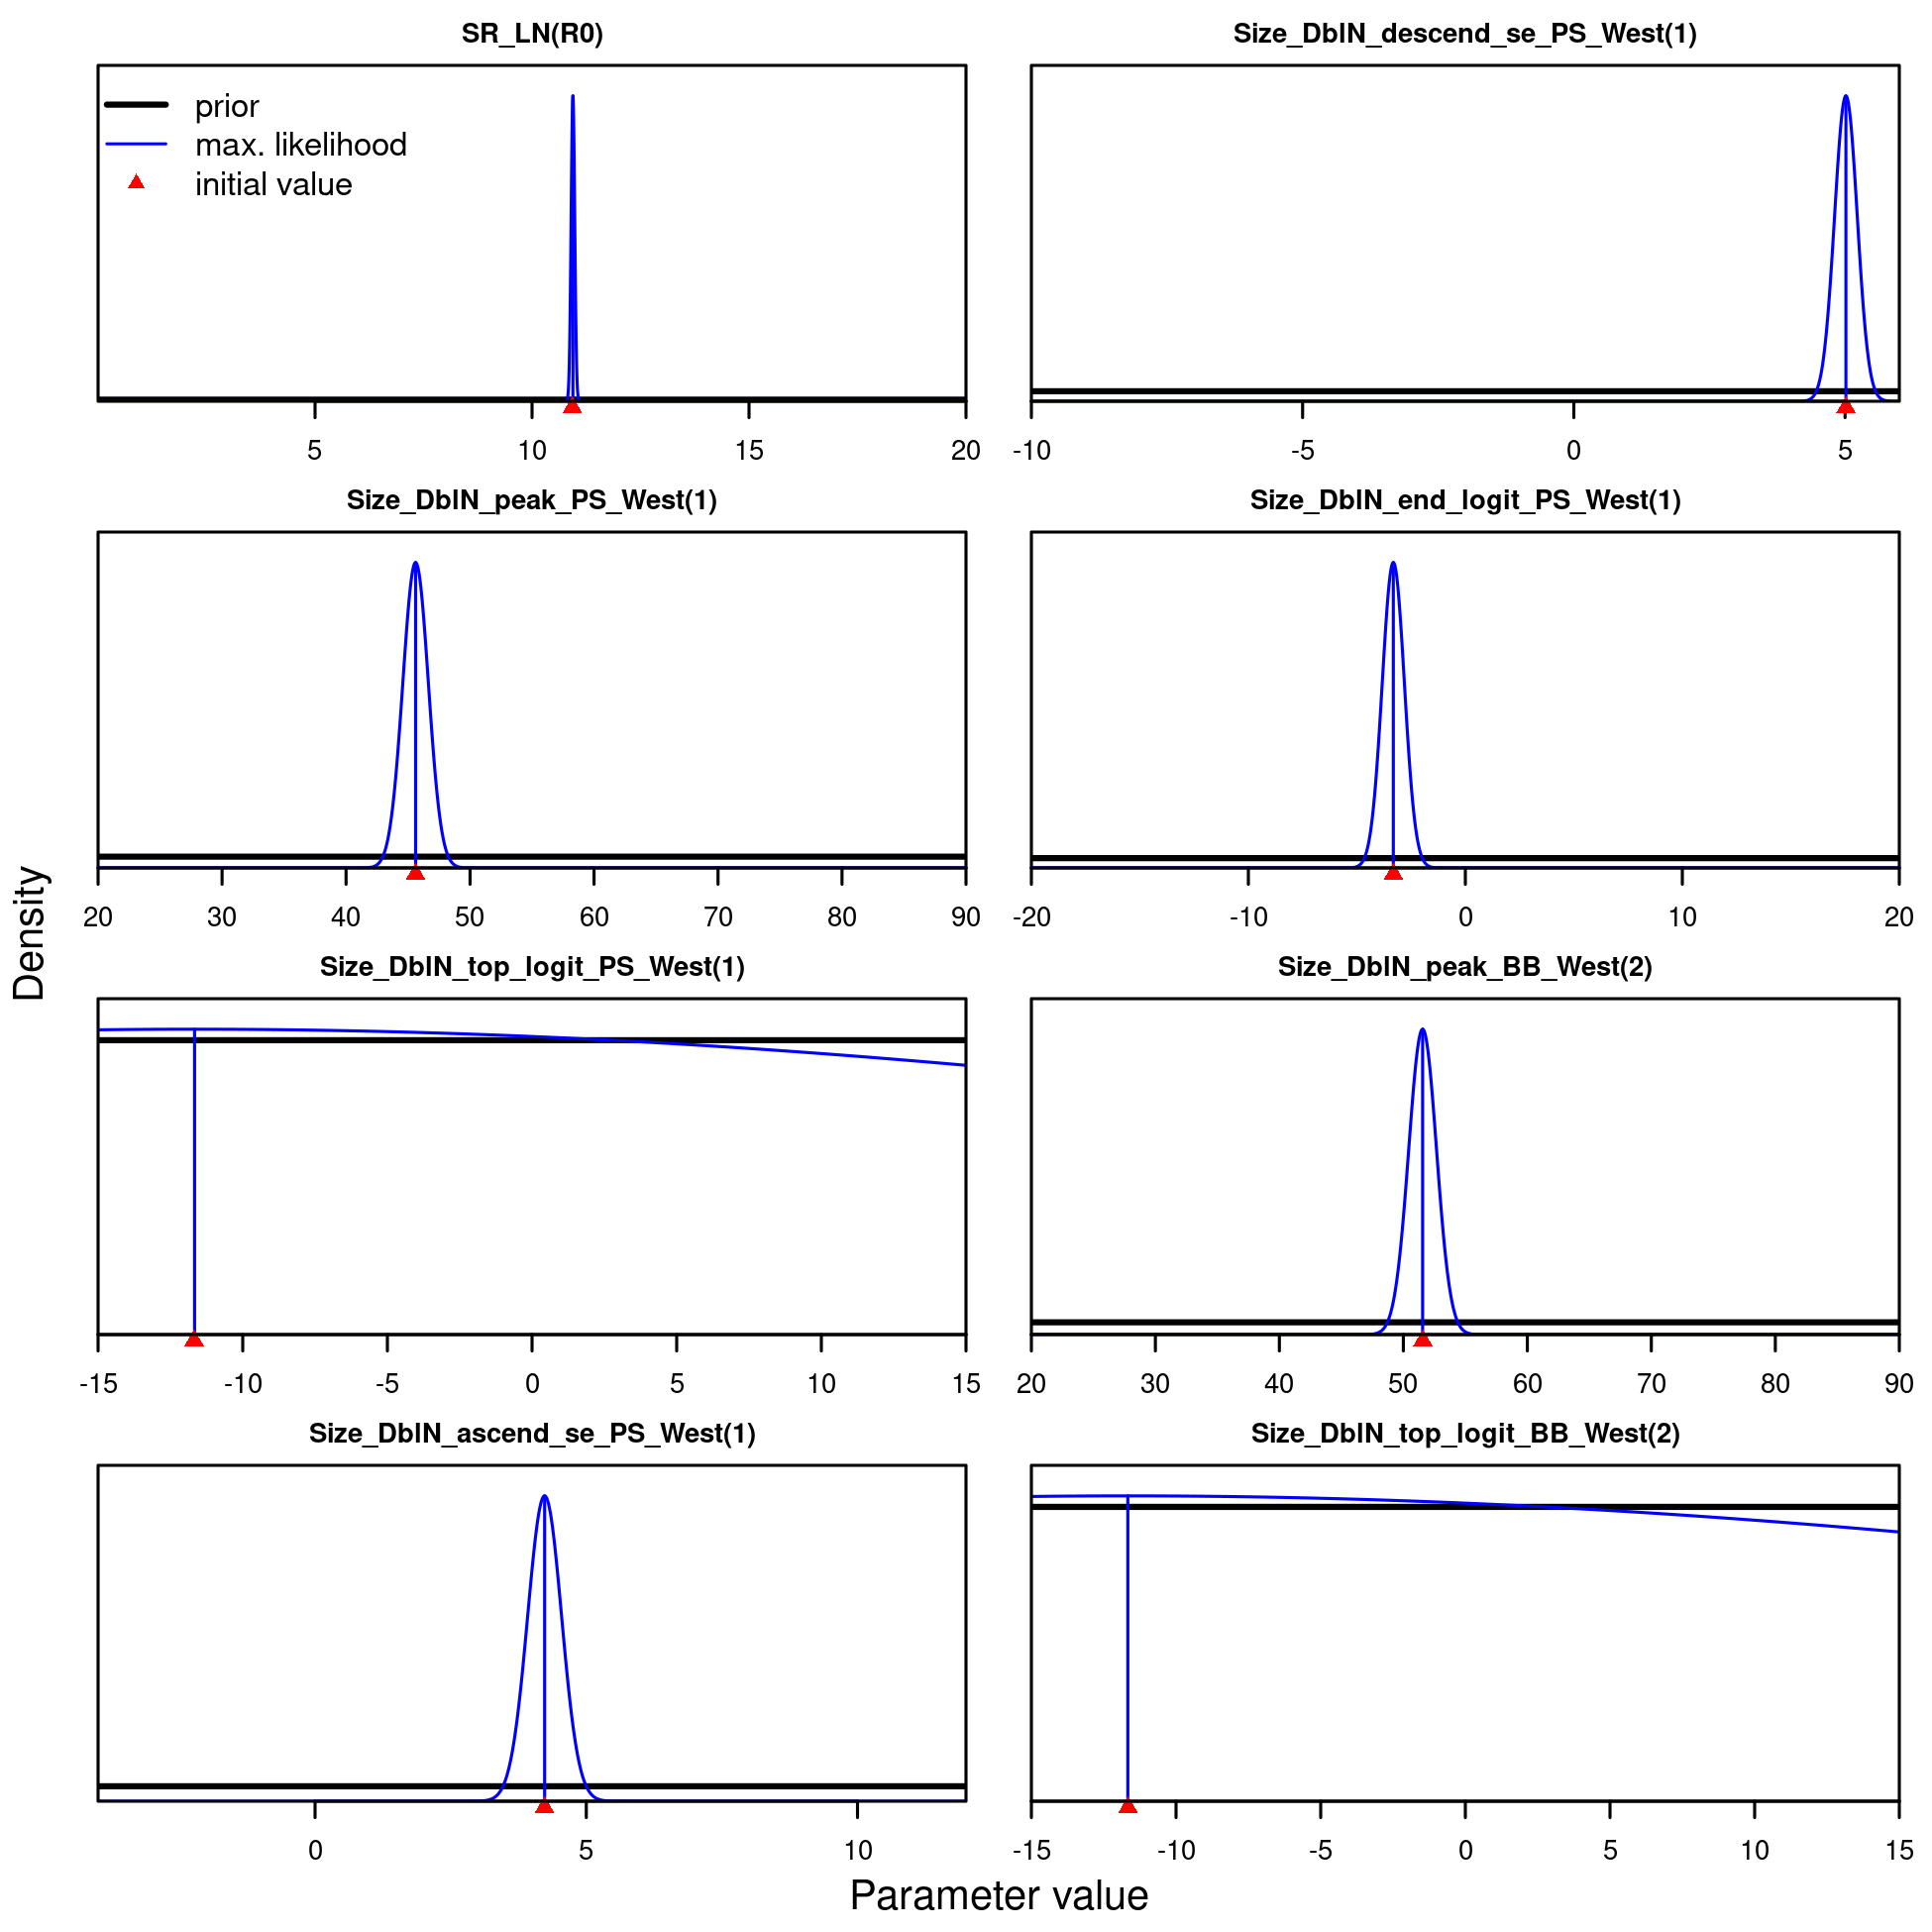 SR_LN(R0)
prior
max. likelihood
initial value
5 10 15 20
Size_DblN_descend_se_PS_West(1)
-10 -5 0 5
Size_DblN_peak_PS_West(1)
20 30 40 50 60 70 80 90
Size_DblN_end_logit_PS_West(1)
-20 -10 0 10 20
Size_DblN_top_logit_PS_West(1)
-15 -10 -5 0 5 10 15
Size_DblN_peak_BB_West(2)
20 30 40 50 60 70 80 90
Size_DblN_ascend_se_PS_West(1)
0 5 10
Size_DblN_top_logit_BB_West(2)
-15 -10 -5 0 5 10 15
Density
Parameter value